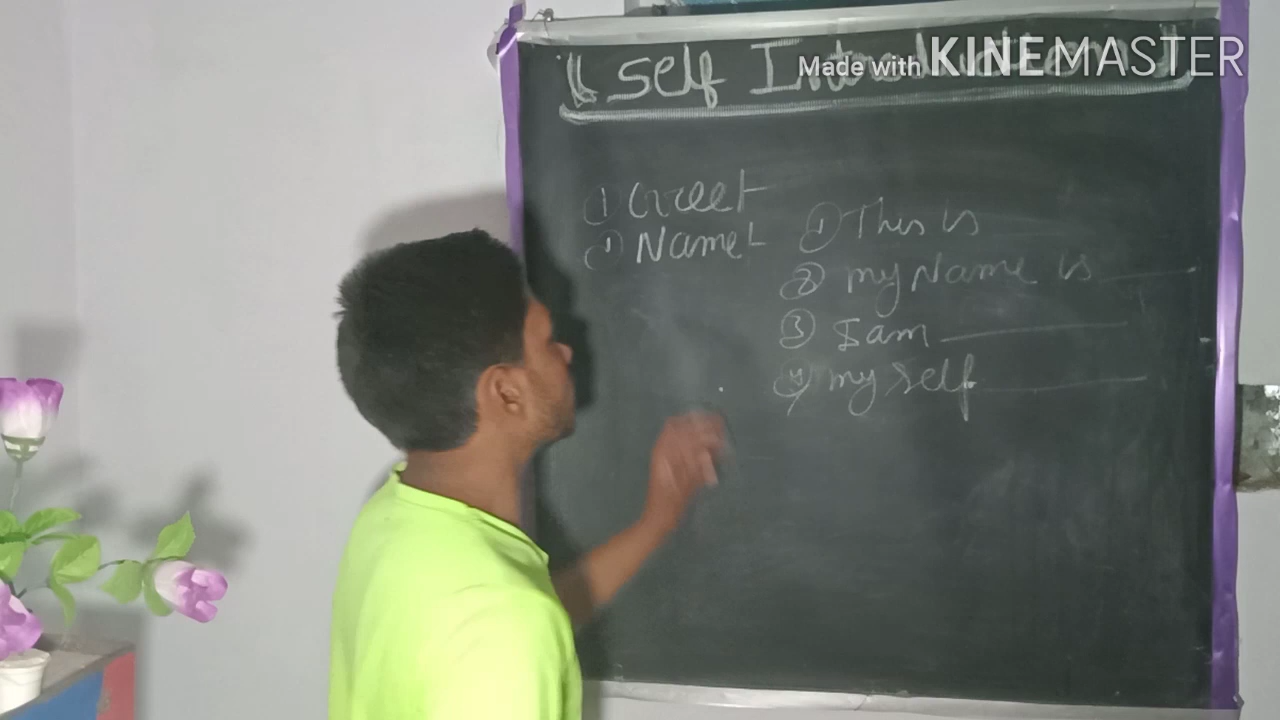 Self Introduction
Made with KINEMASTER
① Greet
① Name
① This is
② my Name is
③ I am
④ my self